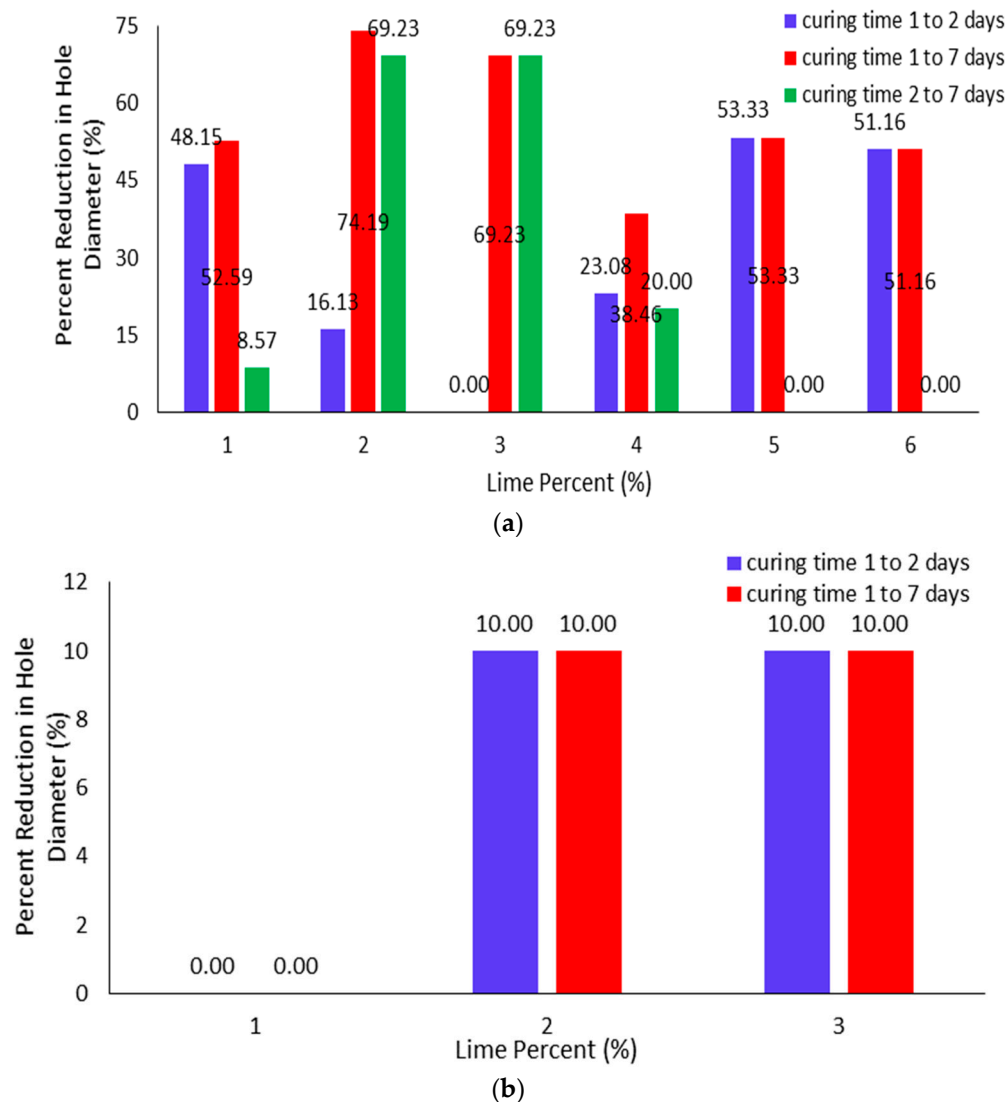 75
60
45
30
15
0
Percent Reduction in Hole
Diameter (%)
curing time 1 to 2 days
curing time 1 to 7 days
curing time 2 to 7 days
48.15
52.59
8.57
16.13
74.19
69.23
0.00
69.23
69.23
23.08
38.46
20.00
53.33
53.33
0.00
51.16
51.16
0.00
1 2 3 4 5 6
Lime Percent (%)
(a)
12
10
8
6
4
2
0
Percent Reduction in Hole
Diameter (%)
curing time 1 to 2 days
curing time 1 to 7 days
0.00 0.00
10.00 10.00
10.00 10.00
1 2 3
Lime Percent (%)
(b)